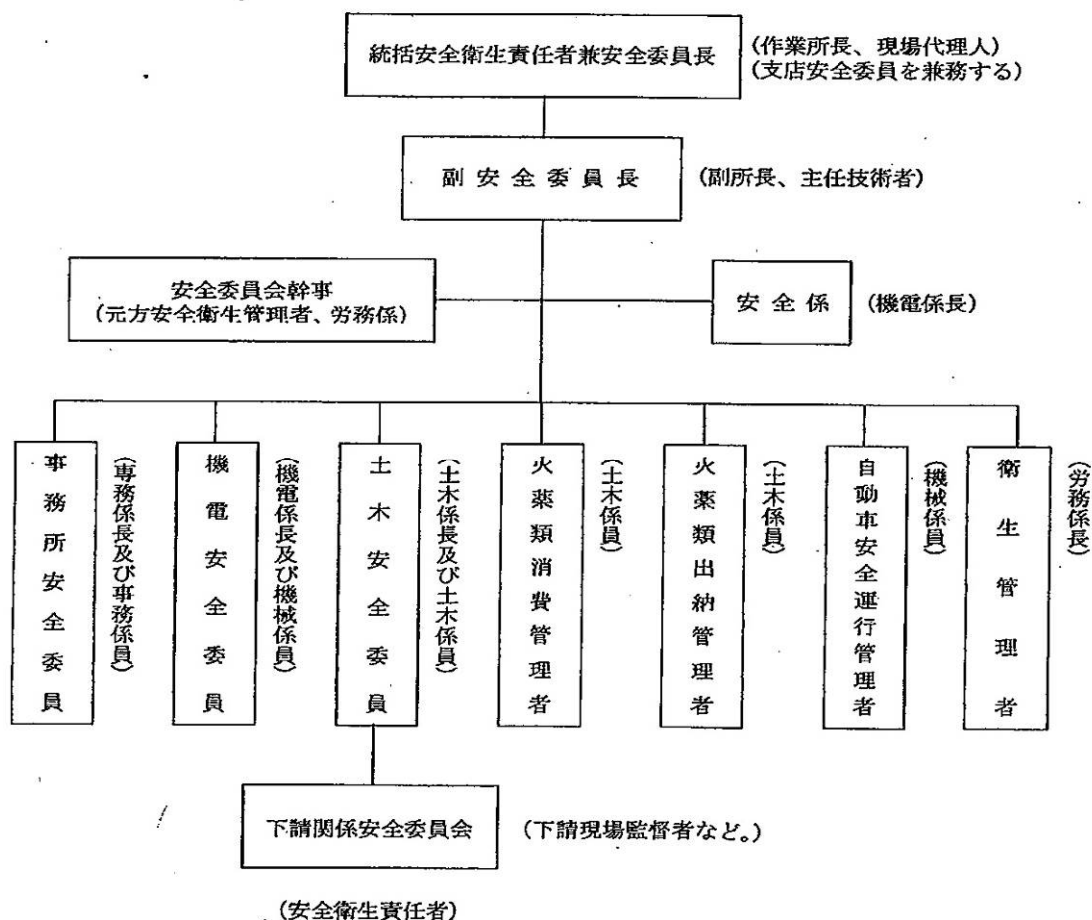 統括安全衛生責任者兼安全委員長
(作業所長、現場代理人)
(支店安全委員を兼務する)
副安全委員長
(副所長、主任技術者)
安全委員会幹事
(元方安全衛生管理者、労務係)
安全係
(機電係長)
事務所安全委員
(専務係長及び事務係員)
機電安全委員
(機電係長及び機械係員)
土木安全委員
(土木係長及び土木係員)
火薬類消費管理者
(土木係員)
火薬類出納管理者
(土木係員)
自動車安全運行管理者
(機械係員)
衛生管理者
(労務係長)
下請関係安全委員会
(下請現場監督者など。)
(安全衛生責任者)